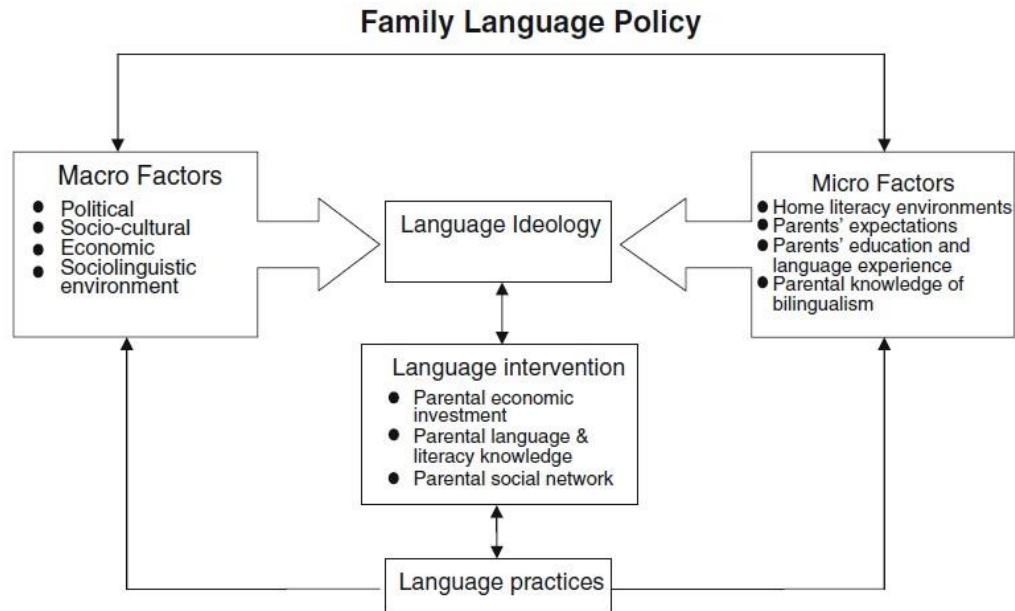 Family Language Policy
Macro Factors
● Political
● Socio-cultural
● Economic
● Sociolinguistic
environment
Language Ideology
Micro Factors
● Home literacy environments
● Parents' expectations
● Parents' education and
language experience
● Parental knowledge of
bilingualism
Language intervention
● Parental economic
investment
● Parental language &
literacy knowledge
● Parental social network
Language practices